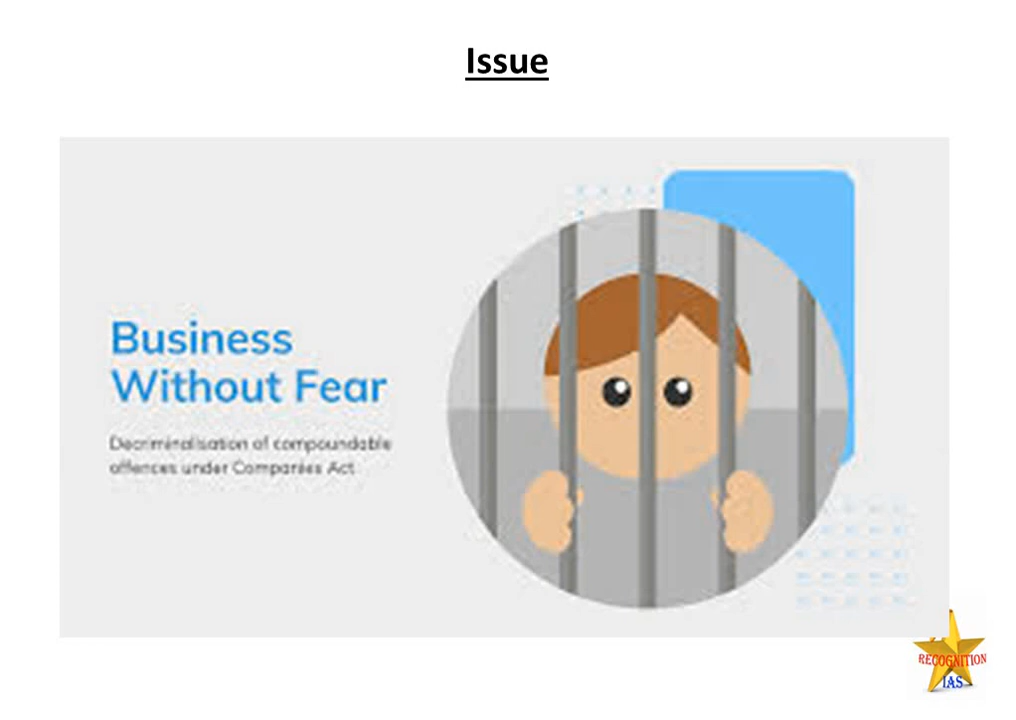 Issue
Business
Without Fear
Decriminalisation of compoundable
offences under Companies Act
RECOGNITION
IAS